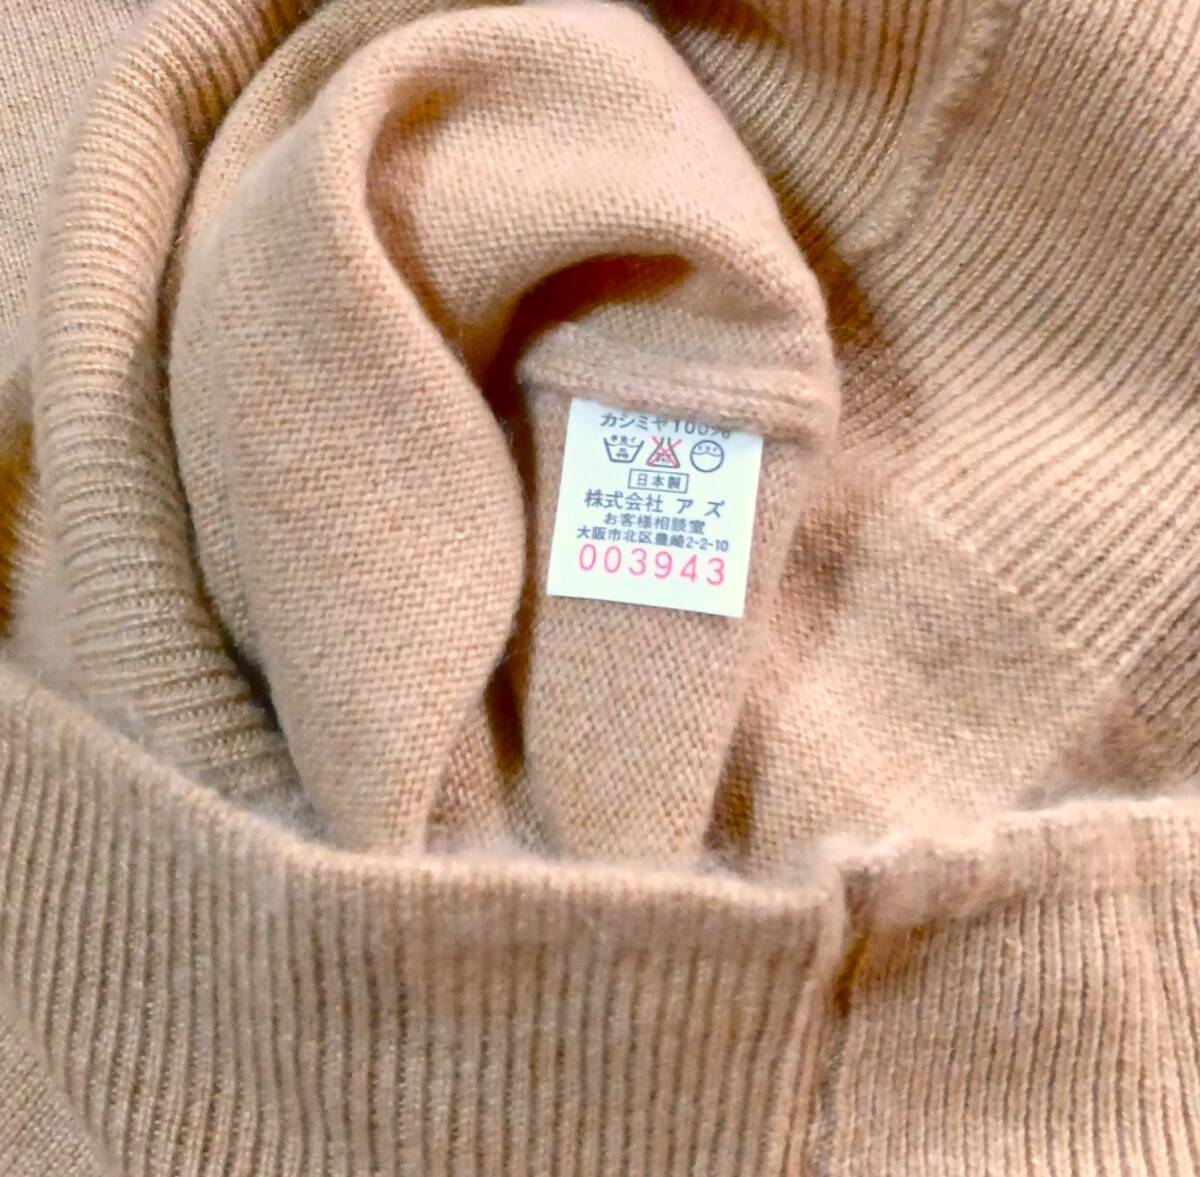 カシミヤ100%
日本製
株式会社 アズ
お客様相談室
大阪市北区豊崎2-2-10
003943